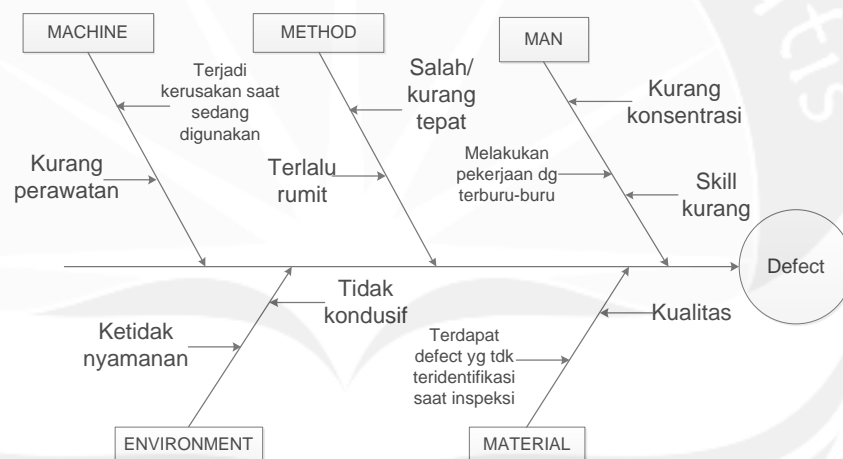 MACHINE
METHOD
MAN
Terjadi
kerusakan saat
sedang
digunakan
Salah/
kurang
tepat
Kurang
konsentrasi
Kurang
perawatan
Terlalu
rumit
Melakukan
pekerjaan dg
terburu-buru
Skill
kurang
Defect
Tidak
kondusif
Ketidak
nyamanan
Kualitas
Terdapat
defect yg tdk
teridentifikasi
saat inspeksi
ENVIRONMENT
MATERIAL